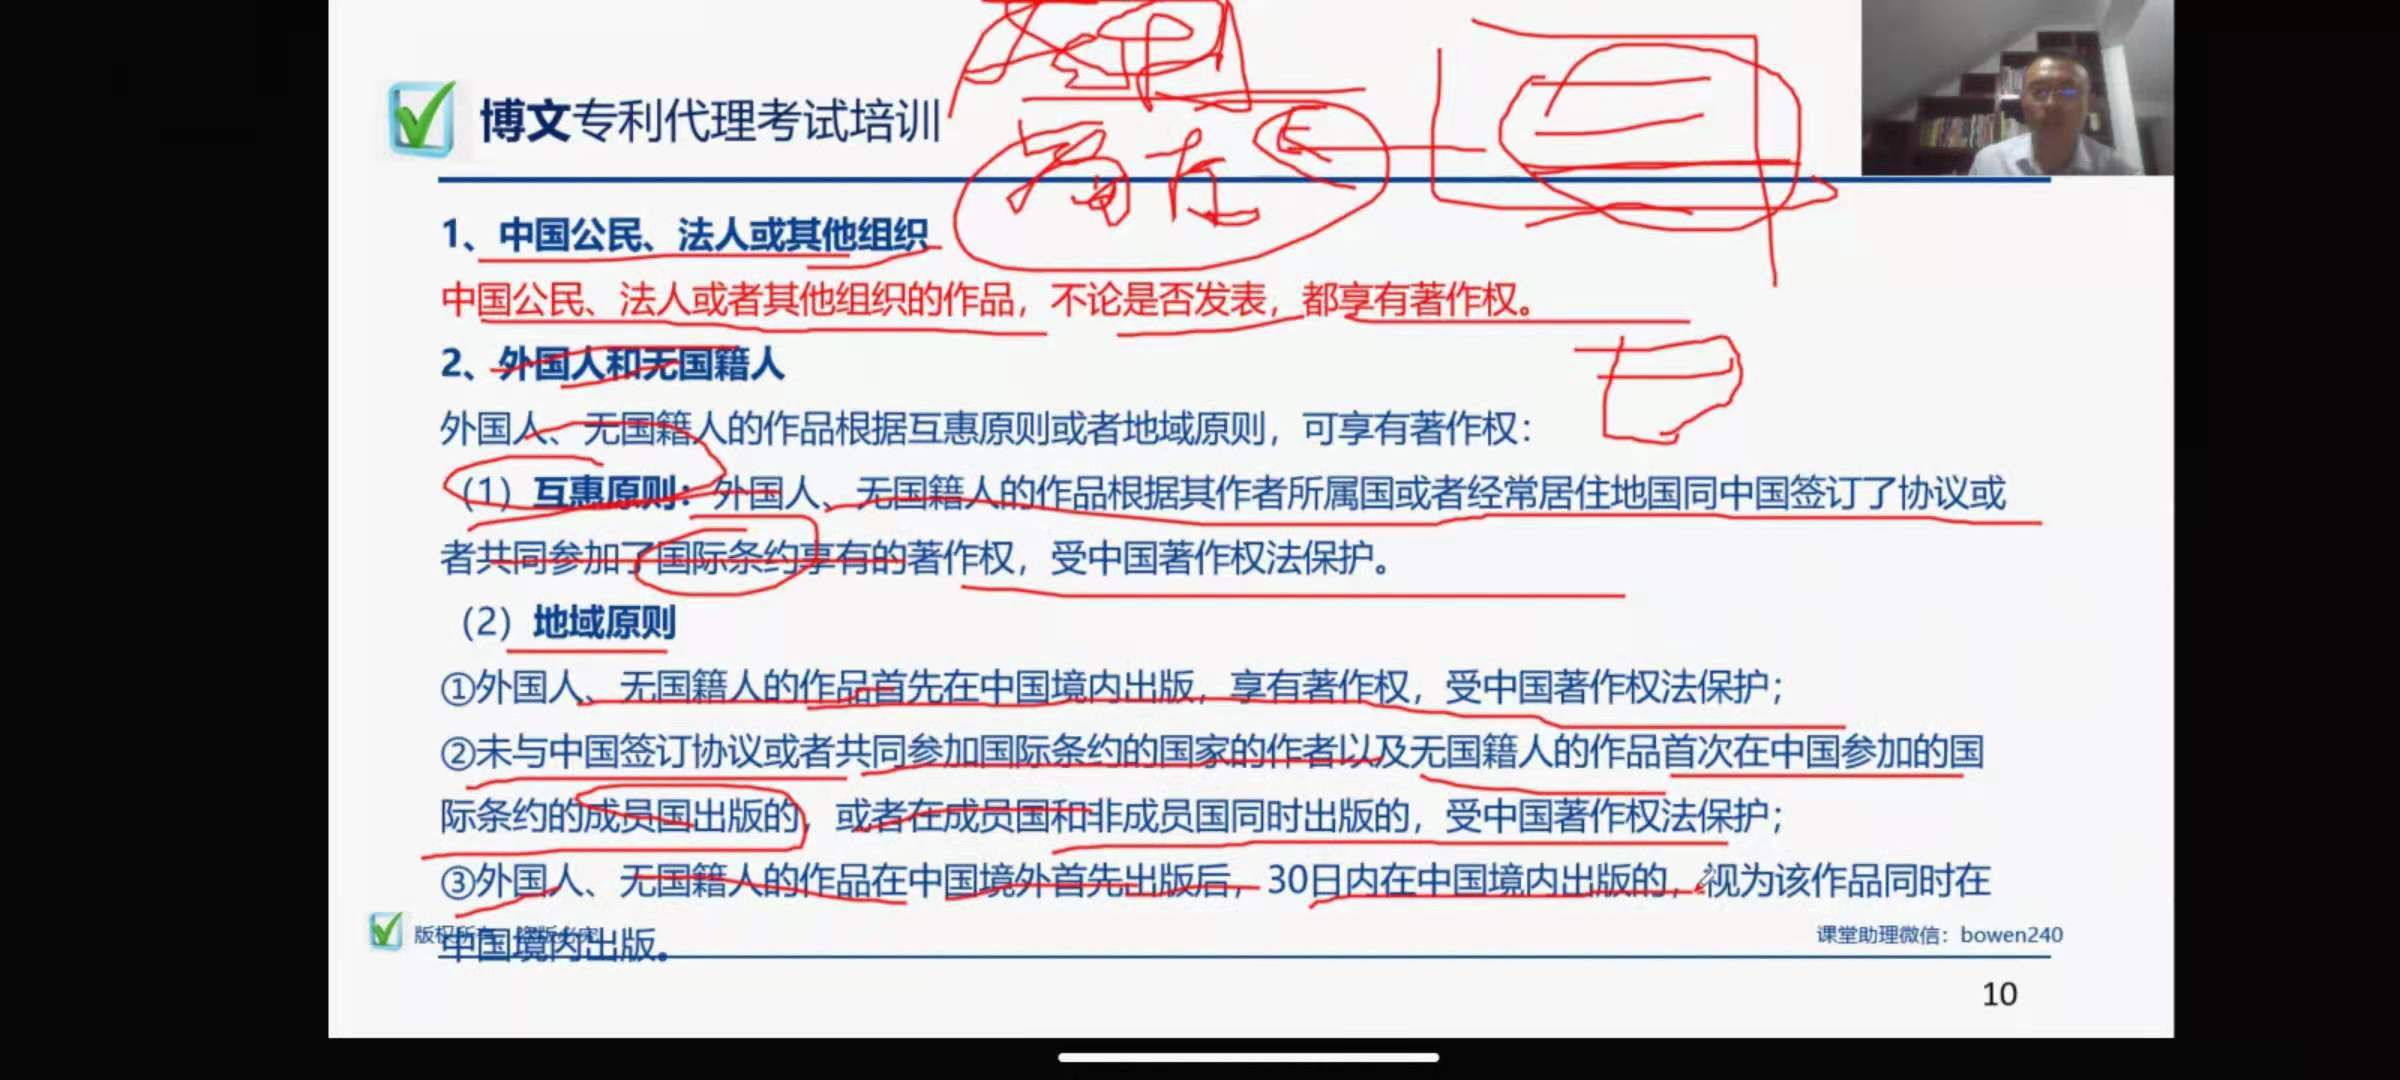 博文专利代理考试培训
1、中国公民、法人或其他组织
中国公民、法人或者其他组织的作品，不论是否发表，都享有著作权。
2、外国人和无国籍人
外国人、无国籍人的作品根据互惠原则或者地域原则，可享有著作权：
（1）互惠原则：外国人、无国籍人的作品根据其作者所属国或者经常居住地国同中国签订了协议或
者共同参加了国际条约享有的著作权，受中国著作权法保护。
（2）地域原则
①外国人、无国籍人的作品首先在中国境内出版，享有著作权，受中国著作权法保护；
②未与中国签订协议或者共同参加国际条约的国家的作者以及无国籍人的作品首次在中国参加的国
际条约的成员国出版的，或者在成员国和非成员国同时出版的，受中国著作权法保护；
③外国人、无国籍人的作品在中国境外首先出版后，30日内在中国境内出版的，视为该作品同时在
中国境内出版。
版权所有
课堂助理微信：bowen240
10